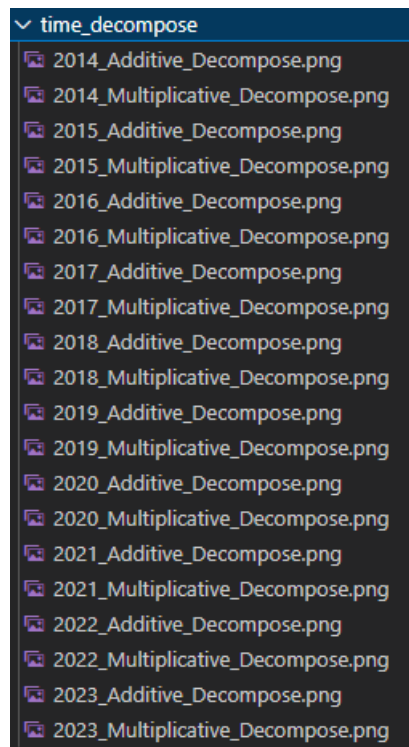 time_decompose
2014_Additive_Decompose.png
2014_Multiplicative_Decompose.png
2015_Additive_Decompose.png
2015_Multiplicative_Decompose.png
2016_Additive_Decompose.png
2016_Multiplicative_Decompose.png
2017_Additive_Decompose.png
2017_Multiplicative_Decompose.png
2018_Additive_Decompose.png
2018_Multiplicative_Decompose.png
2019_Additive_Decompose.png
2019_Multiplicative_Decompose.png
2020_Additive_Decompose.png
2020_Multiplicative_Decompose.png
2021_Additive_Decompose.png
2021_Multiplicative_Decompose.png
2022_Additive_Decompose.png
2022_Multiplicative_Decompose.png
2023_Additive_Decompose.png
2023_Multiplicative_Decompose.png